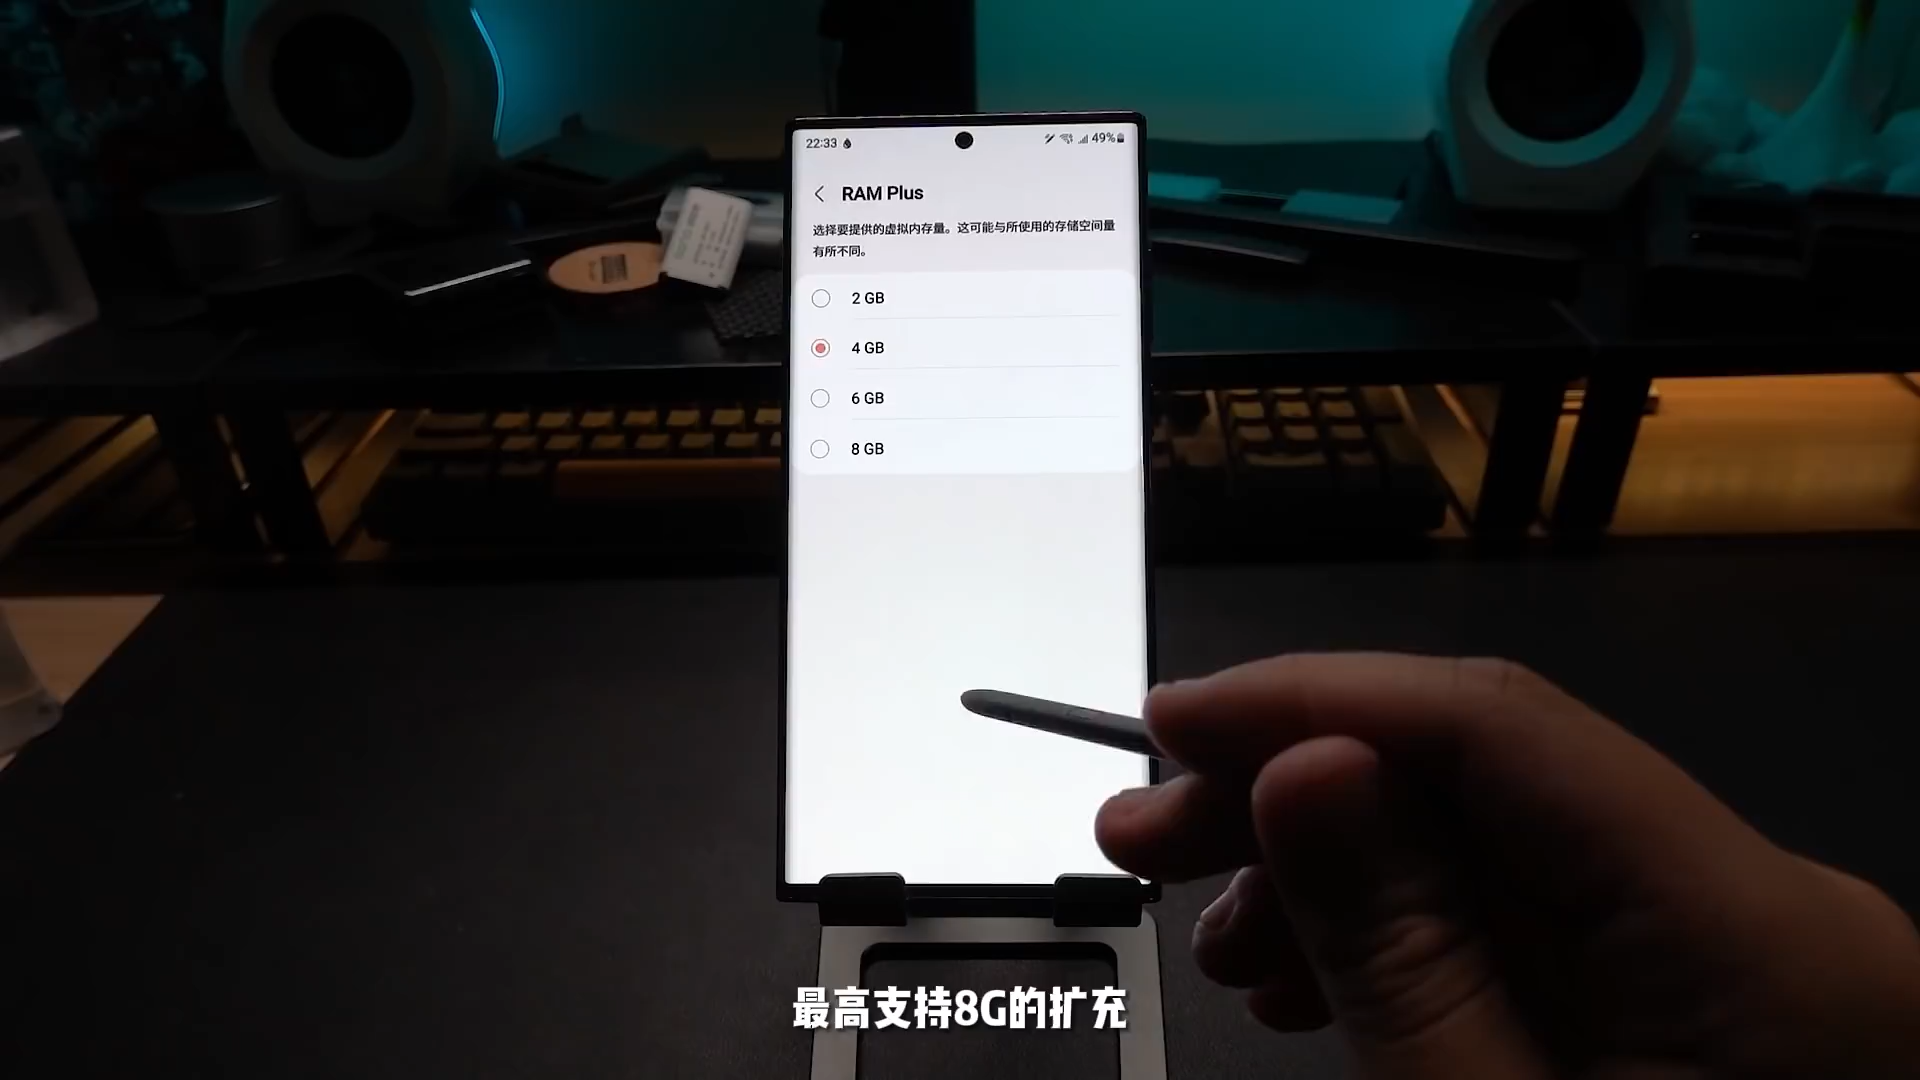 22:33
49%
RAM Plus
选择要提供的虚拟内存量。这可能与所使用的存储空间量
有所不同。
2 GB
4 GB
6 GB
8 GB
最高支持8G的扩充